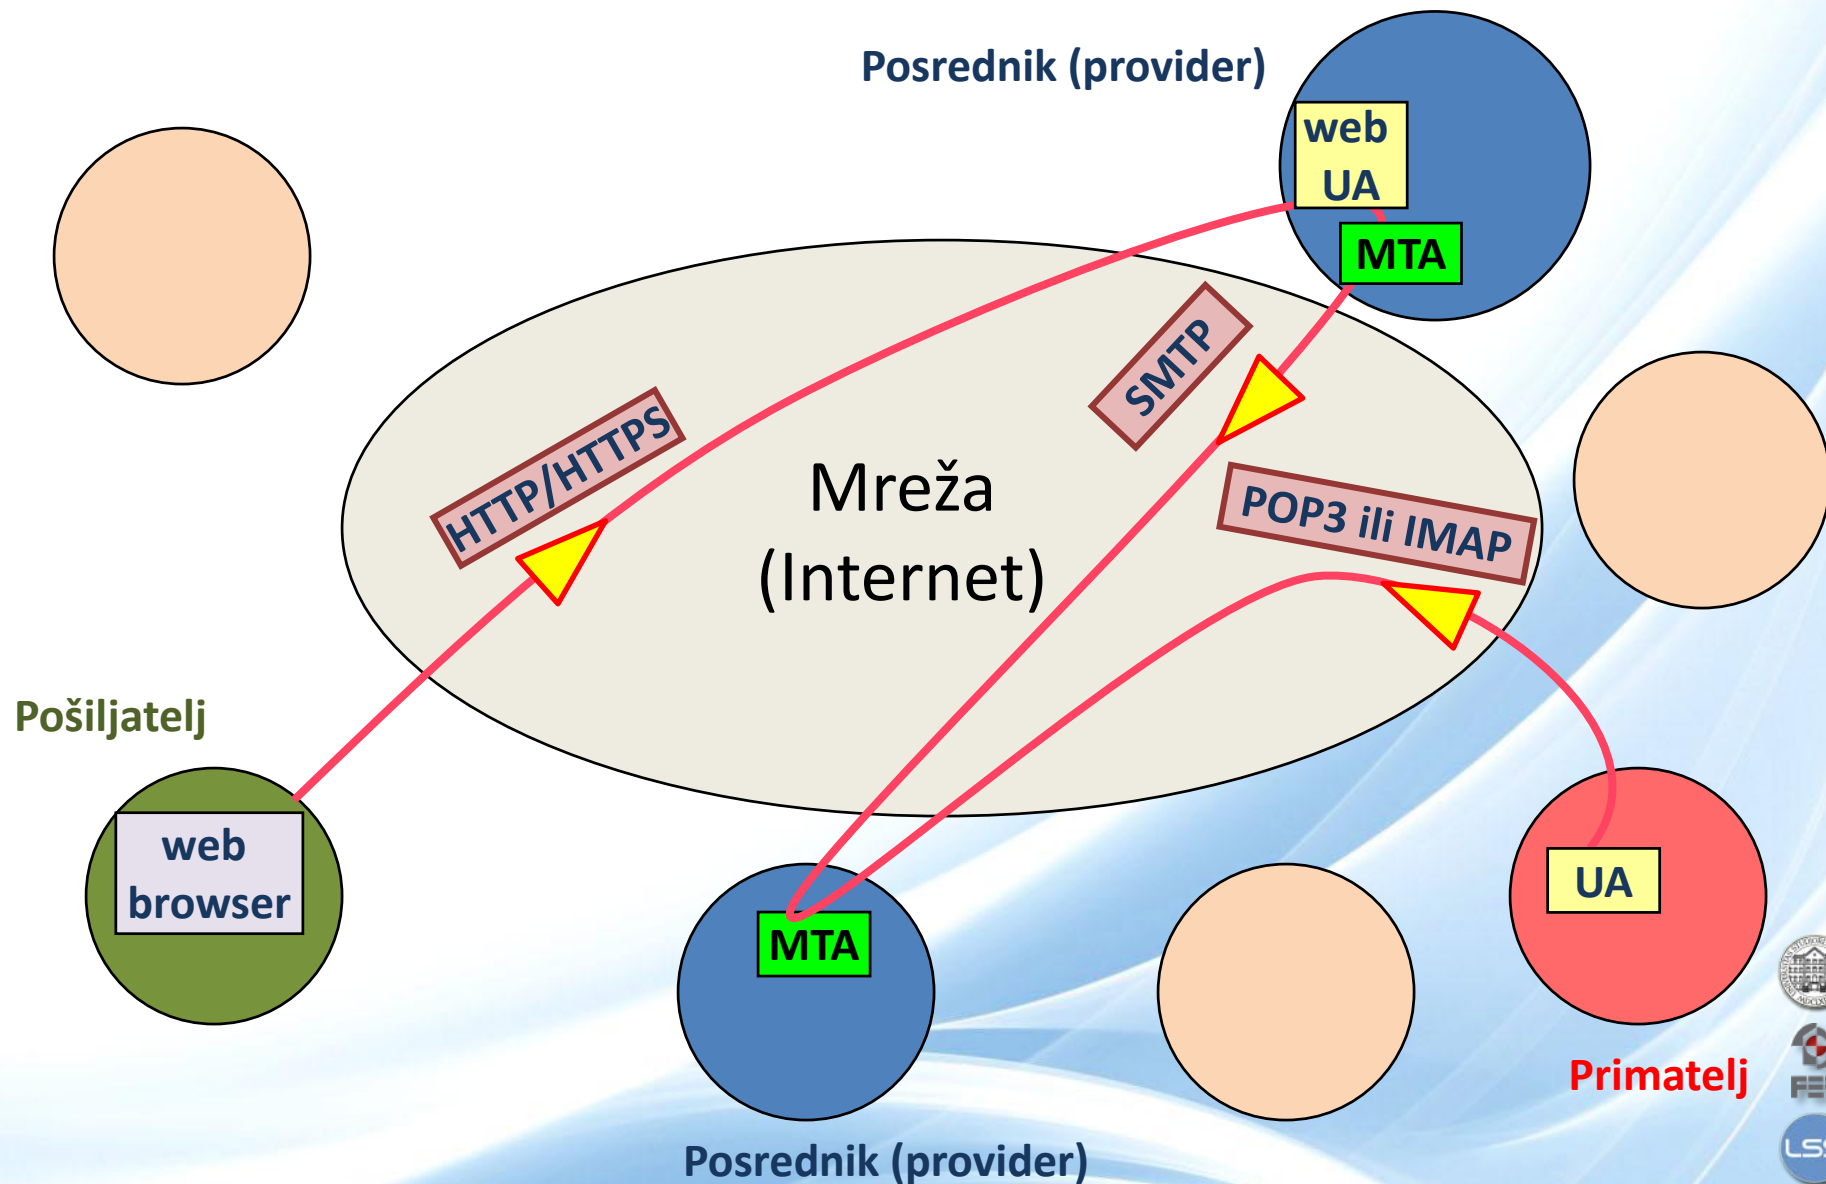 Posrednik (provider)
web
UA
MTA
SMTP
HTTP/HTTPS
Mreža
(Internet)
POP3 ili IMAP
Pošiljatelj
web
browser
MTA
UA
Primatelj
Posrednik (provider)